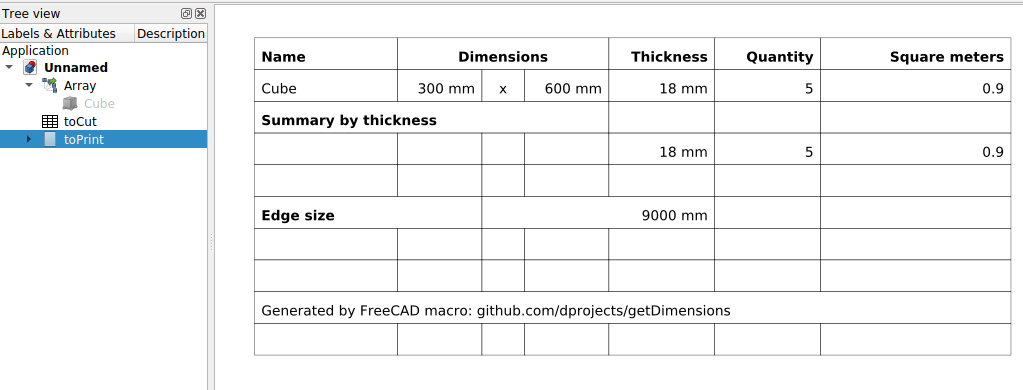 Tree view
Labels & Attributes Description
Application
Unnamed
Array
Cube
toCut
toPrint
Name Dimensions Thickness Quantity Square meters
Cube 300 mm x 600 mm 18 mm 5 0.9
Summary by thickness
18 mm 5 0.9
Edge size 9000 mm
Generated by FreeCAD macro: github.com/dprojects/getDimensions